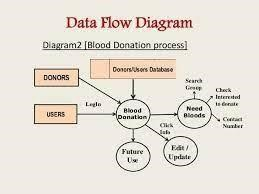 Data Flow Diagram
Diagram2 [Blood Donation process]
Donors/Users Database
DONORS
Search
Group
Check
Interested
to donate
LogIn
USERS
Blood
Donation
Need
Bloods
Contact
Number
Click
Info
Future
Use
Edit /
Update